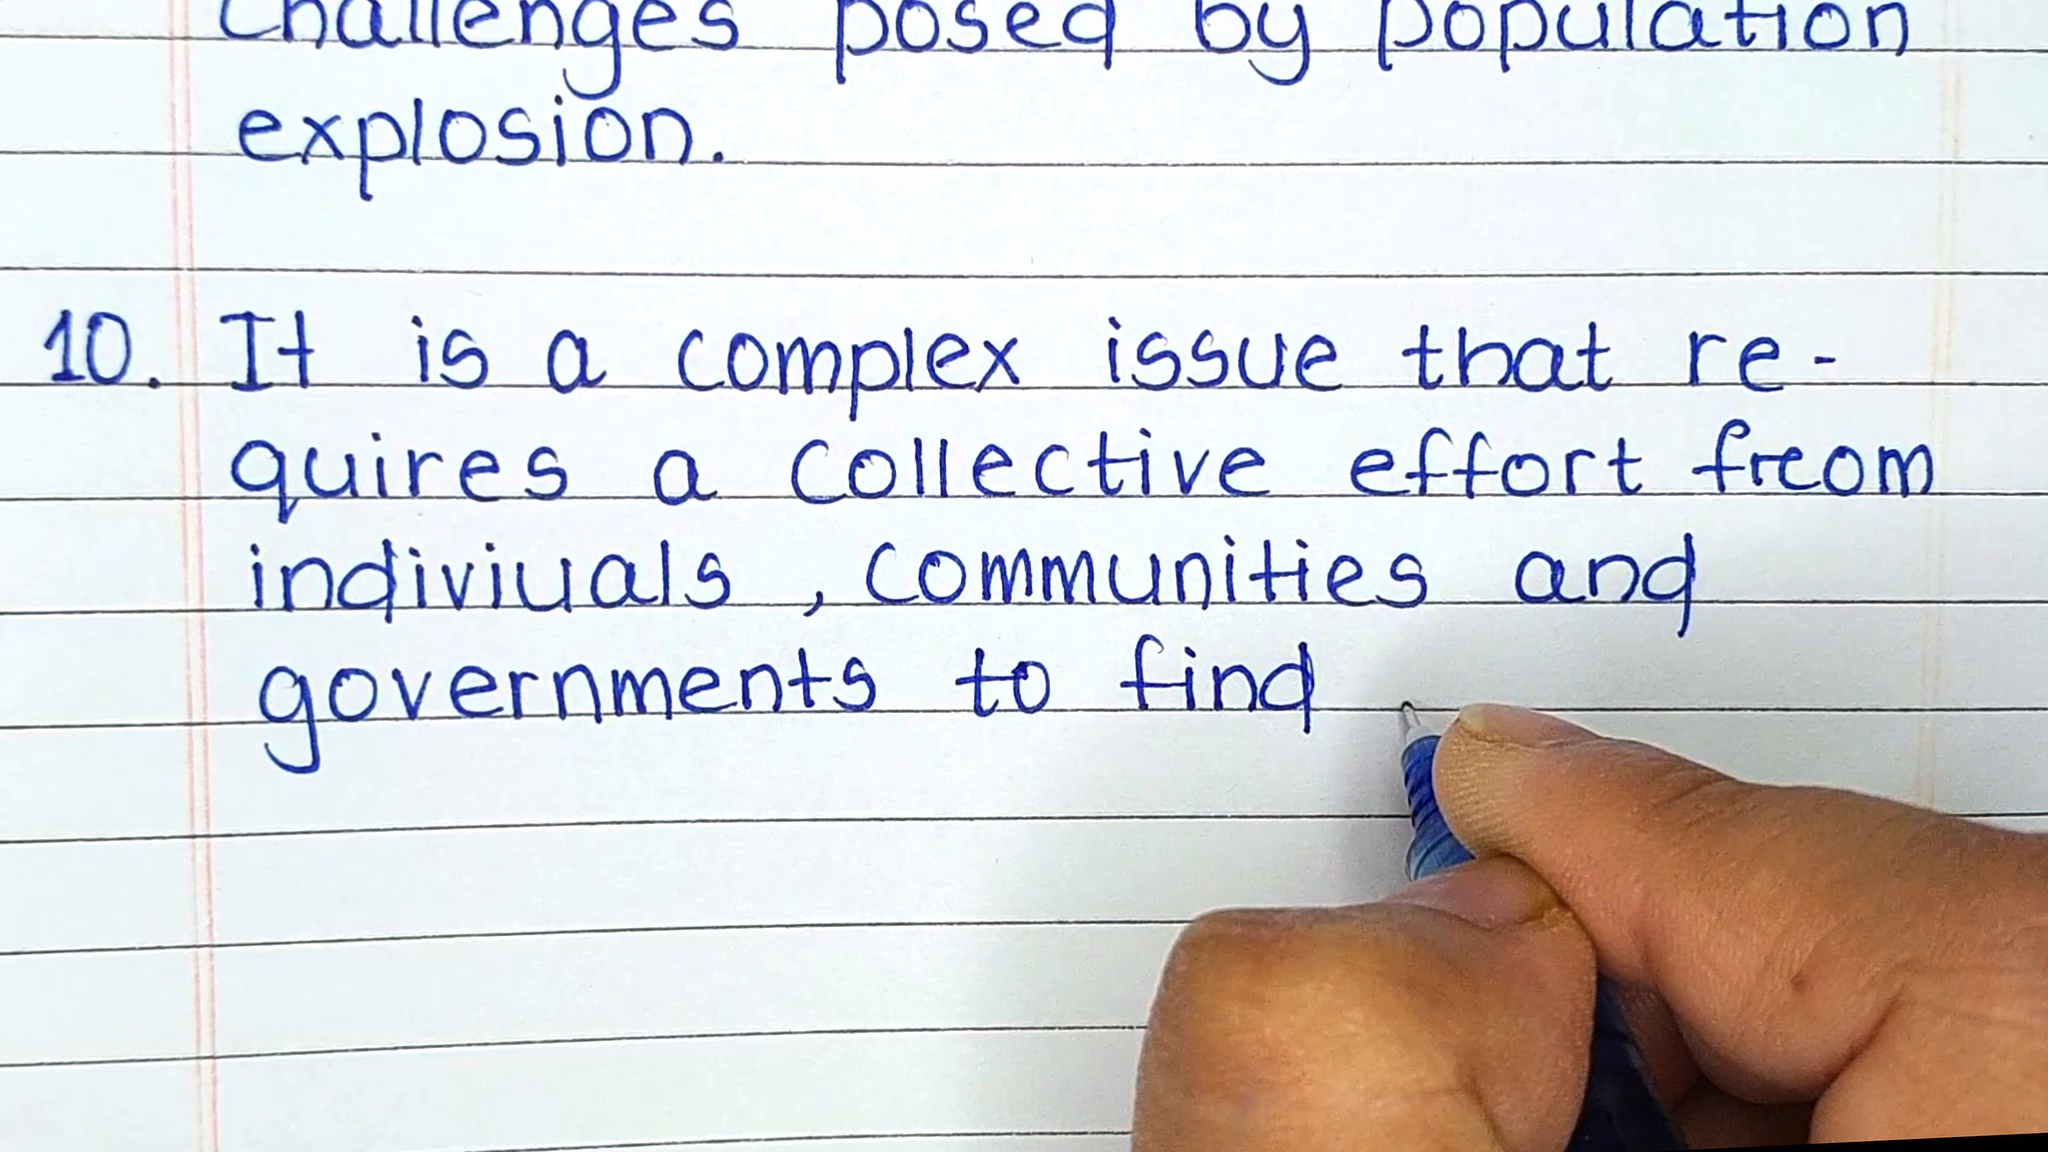 challenges posed by population
explosion.
10. It is a complex issue that re-
quires a collective effort from
indiviuals, communities and
governments to find